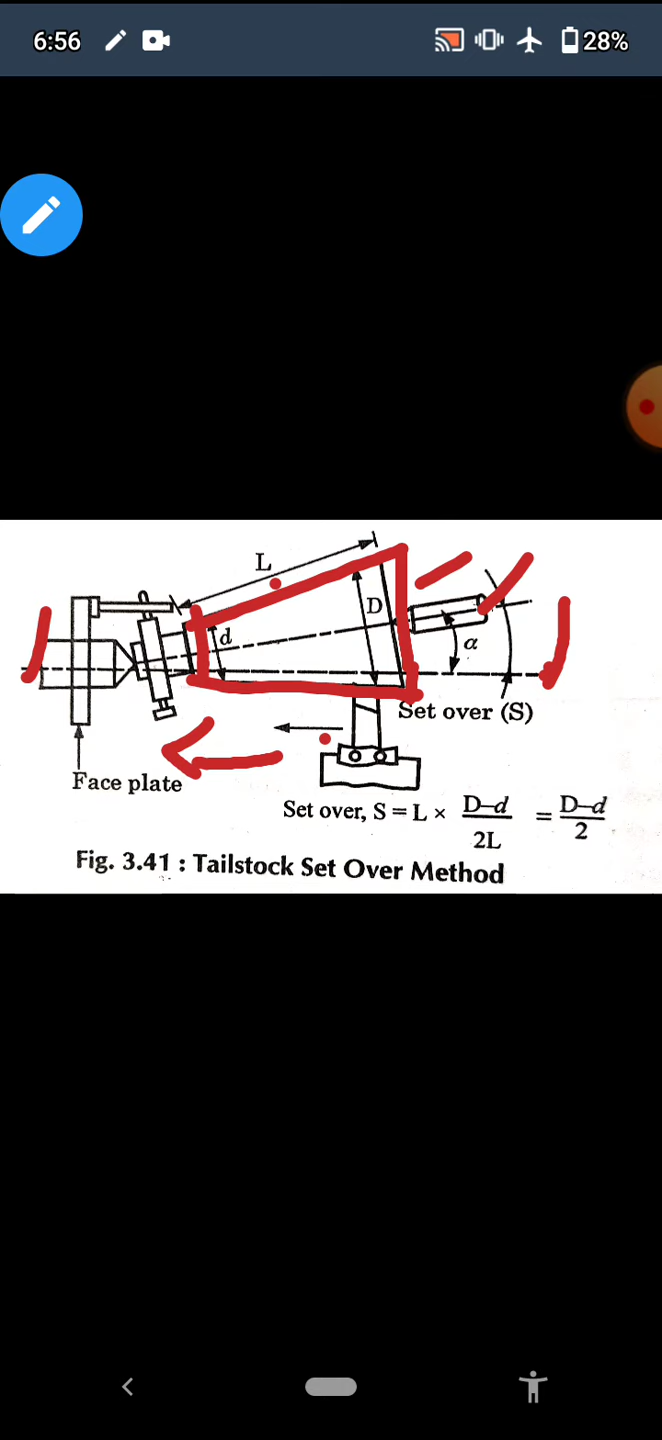 6:56
28%
L
d
D
α
Set over (S)
Face plate
Set over, S = L × D–d/2L = D–d/2
Fig. 3.41 : Tailstock Set Over Method